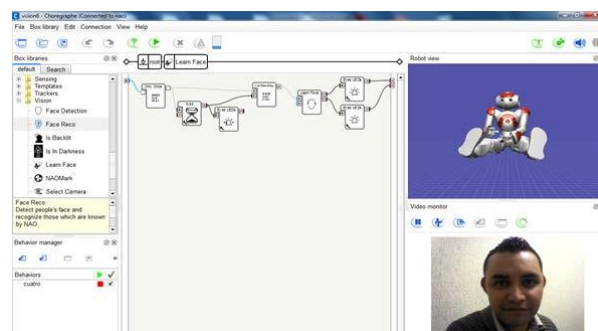 vision6 - Choregraphe (Connected to nao)
File Box library Edit Connection View Help
Box libraries
default Search
Sensing
Templates
Trackers
Vision
Face Detection
Face Reco
Is Backlit
Is In Darkness
Learn Face
NAOMark
Select Camera
Face Reco
Detect people's face and
recognize those which are known
by NAO.
Behavior manager
Behaviors
cuatro
root Learn Face
Wait
Robot view
Video monitor